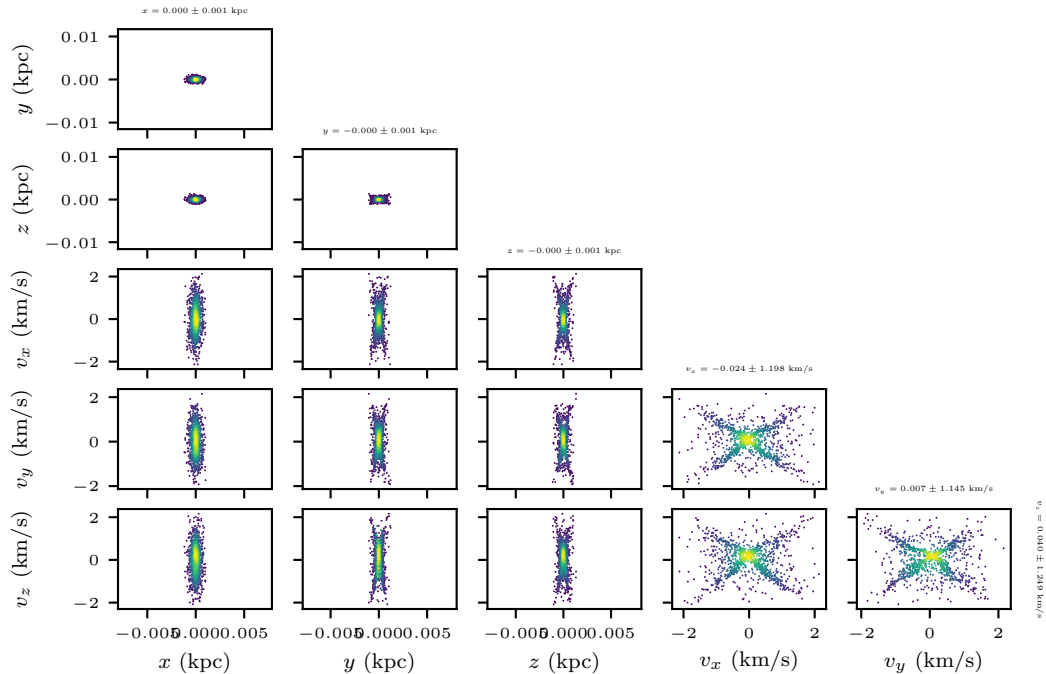 x = 0.000 ± 0.001 kpc
0.01
0.00
−0.01
y (kpc)
y = −0.000 ± 0.001 kpc
0.01
0.00
−0.01
z (kpc)
z = −0.000 ± 0.001 kpc
2
0
−2
v_x (km/s)
v_x = −0.024 ± 1.198 km/s
2
0
−2
v_y (km/s)
v_y = 0.007 ± 1.145 km/s
2
0
−2
v_z (km/s)
v_z = 0.040 ± 1.249 km/s
−0.005 0.000 0.005
−0.005 0.000 0.005
−0.005 0.000 0.005
−2 0 2
−2 0 2
x (kpc)
y (kpc)
z (kpc)
v_x (km/s)
v_y (km/s)